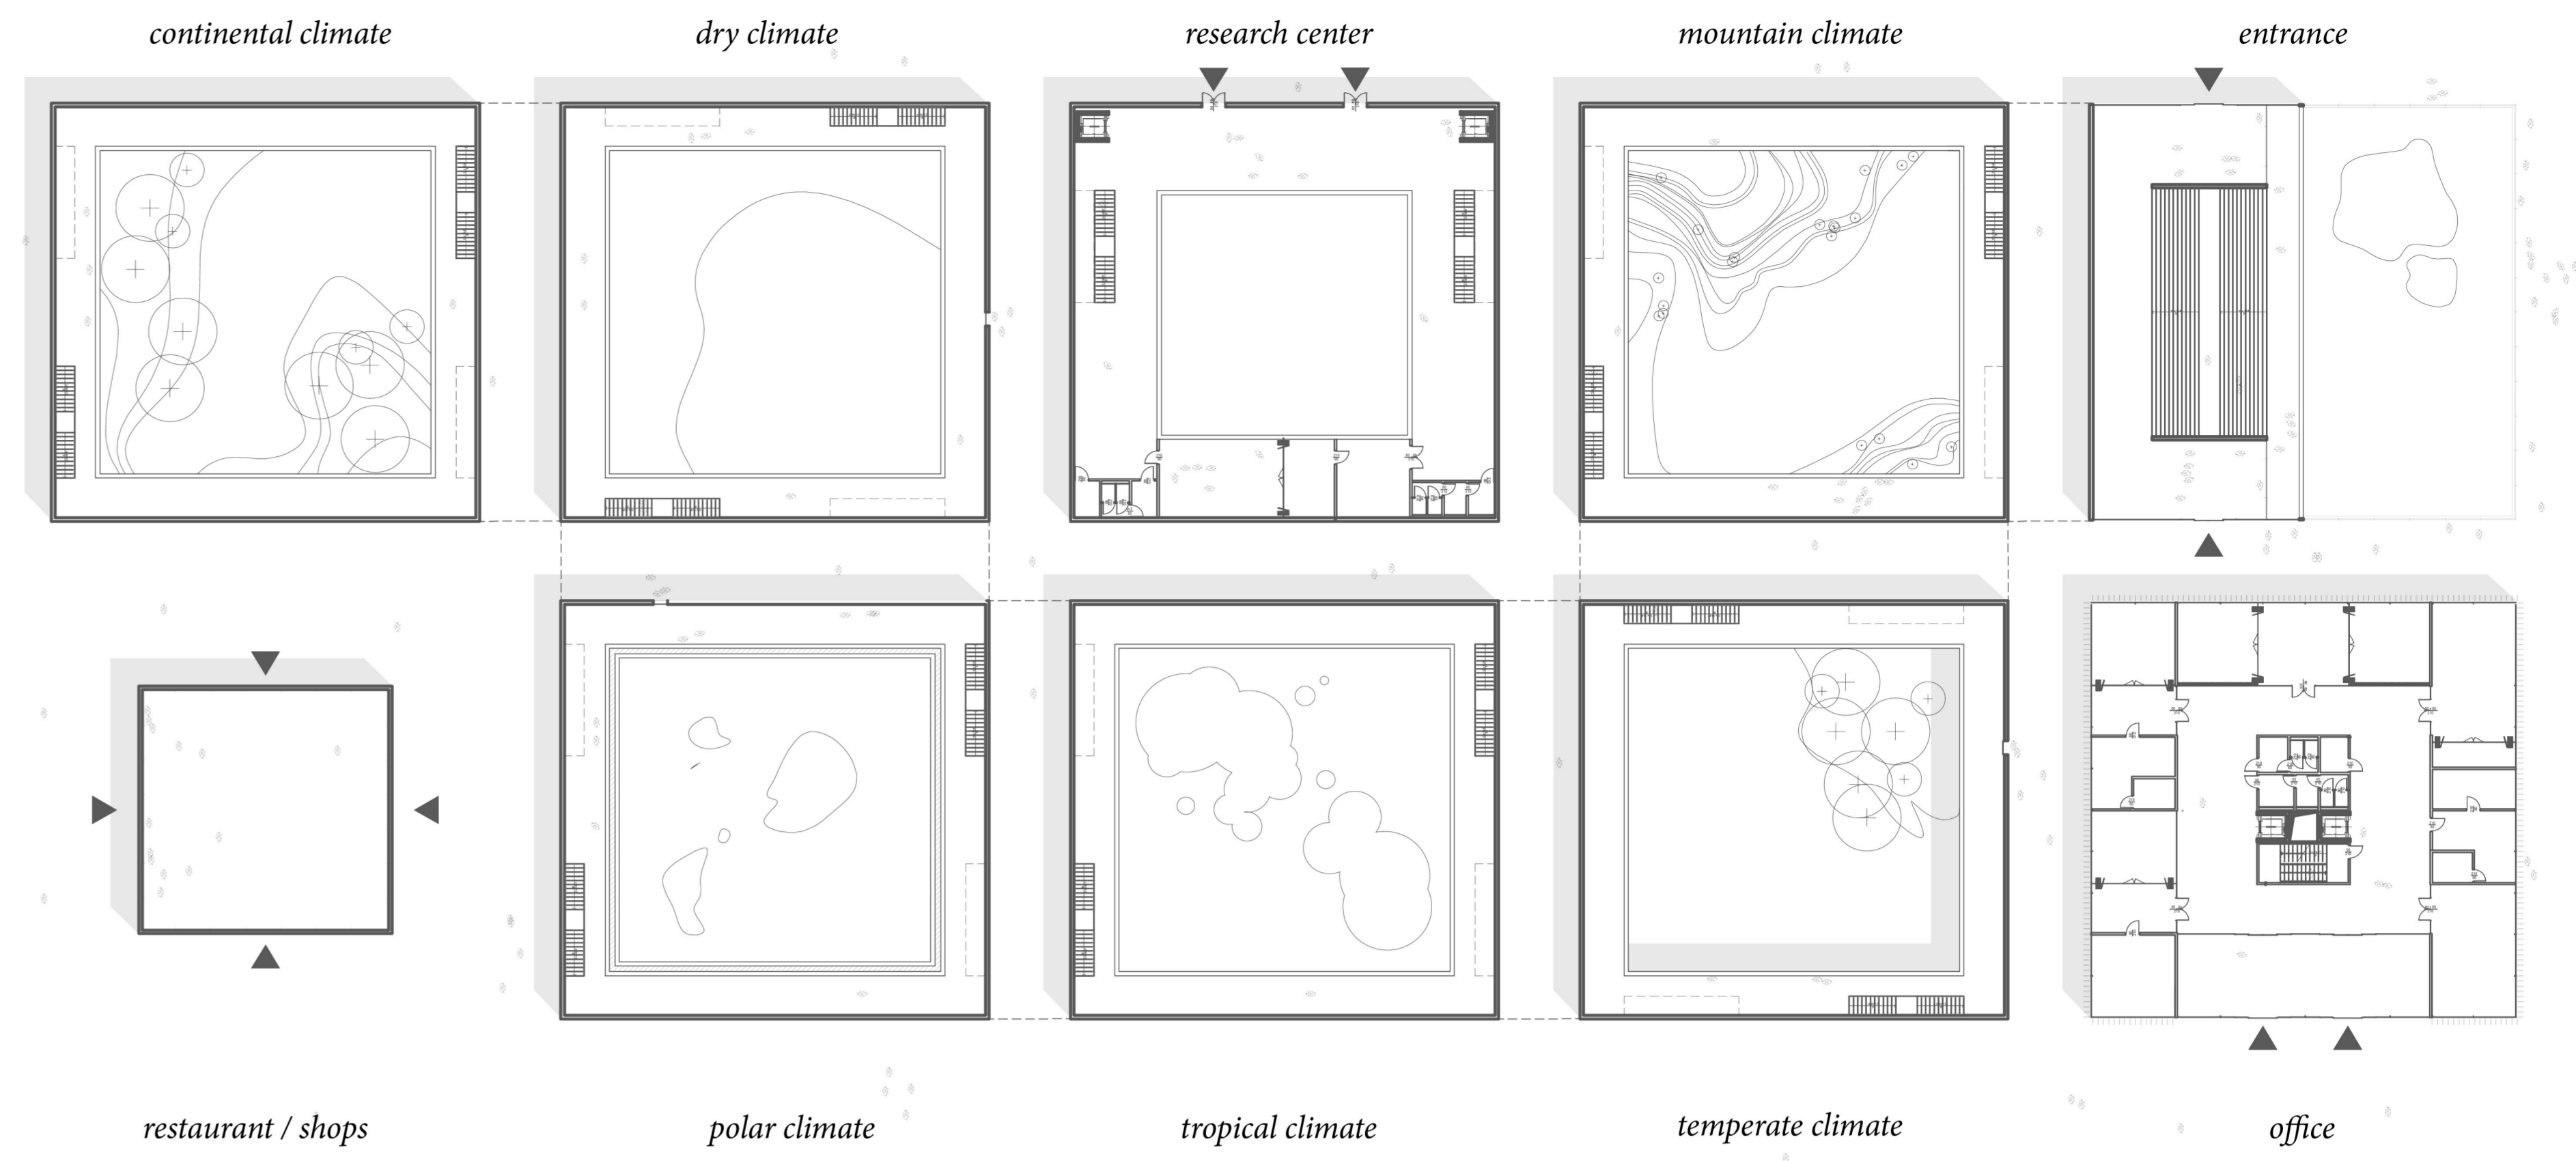 continental climate
dry climate
research center
mountain climate
entrance
restaurant / shops
polar climate
tropical climate
temperate climate
office